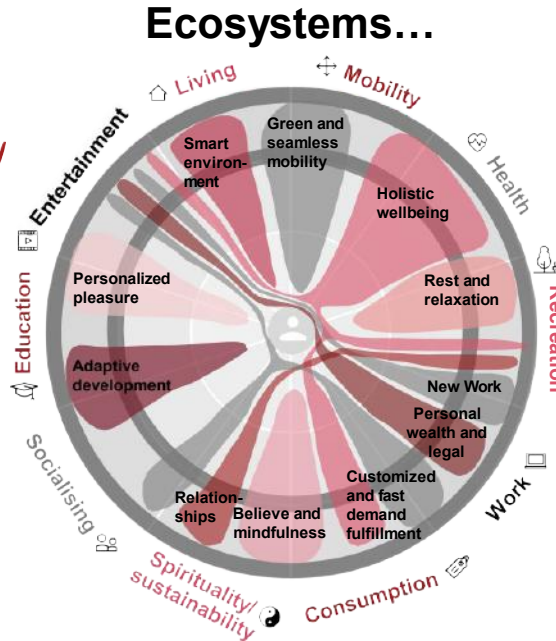 Ecosystems…
Living
Mobility
Entertainment
Health
Smart
environ-
ment
Green and
seamless
mobility
Holistic
wellbeing
Personalized
pleasure
Rest and
relaxation
Education
Recreation
Adaptive
development
New Work
Personal
wealth and
legal
Socialising
Work
Relation-
ships
Believe and
mindfulness
Customized
and fast
demand
fulfillment
Spirituality/
sustainability
Consumption